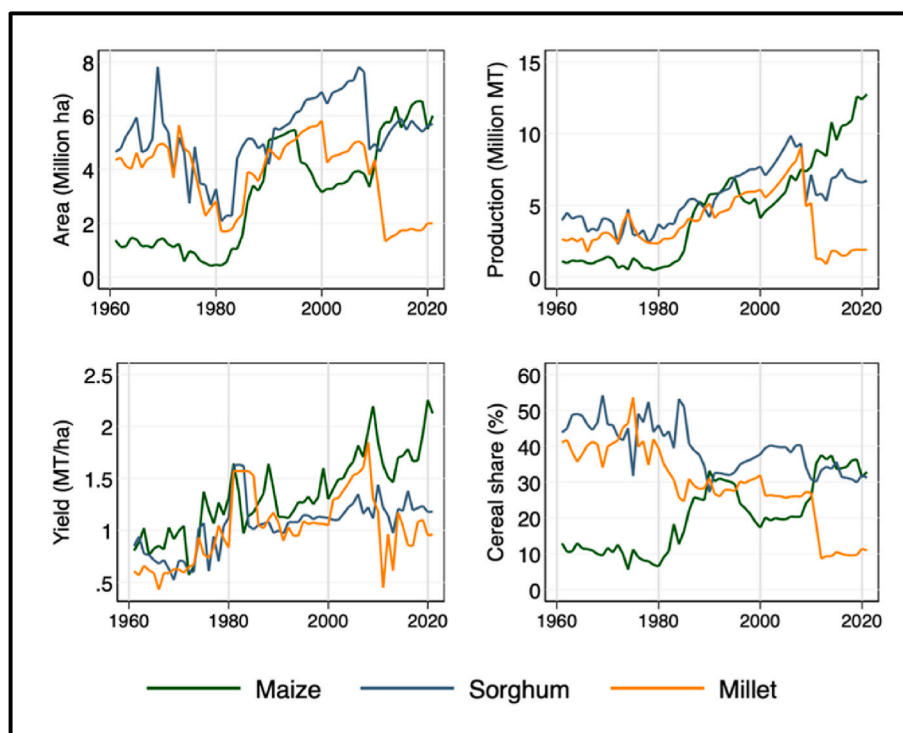 Area (Million ha)
8
6
4
2
0
1960 1980 2000 2020
Production (Million MT)
15
10
5
0
1960 1980 2000 2020
Yield (MT/ha)
2.5
2
1.5
1
.5
1960 1980 2000 2020
Cereal share (%)
60
50
40
30
20
10
0
1960 1980 2000 2020
Maize Sorghum Millet